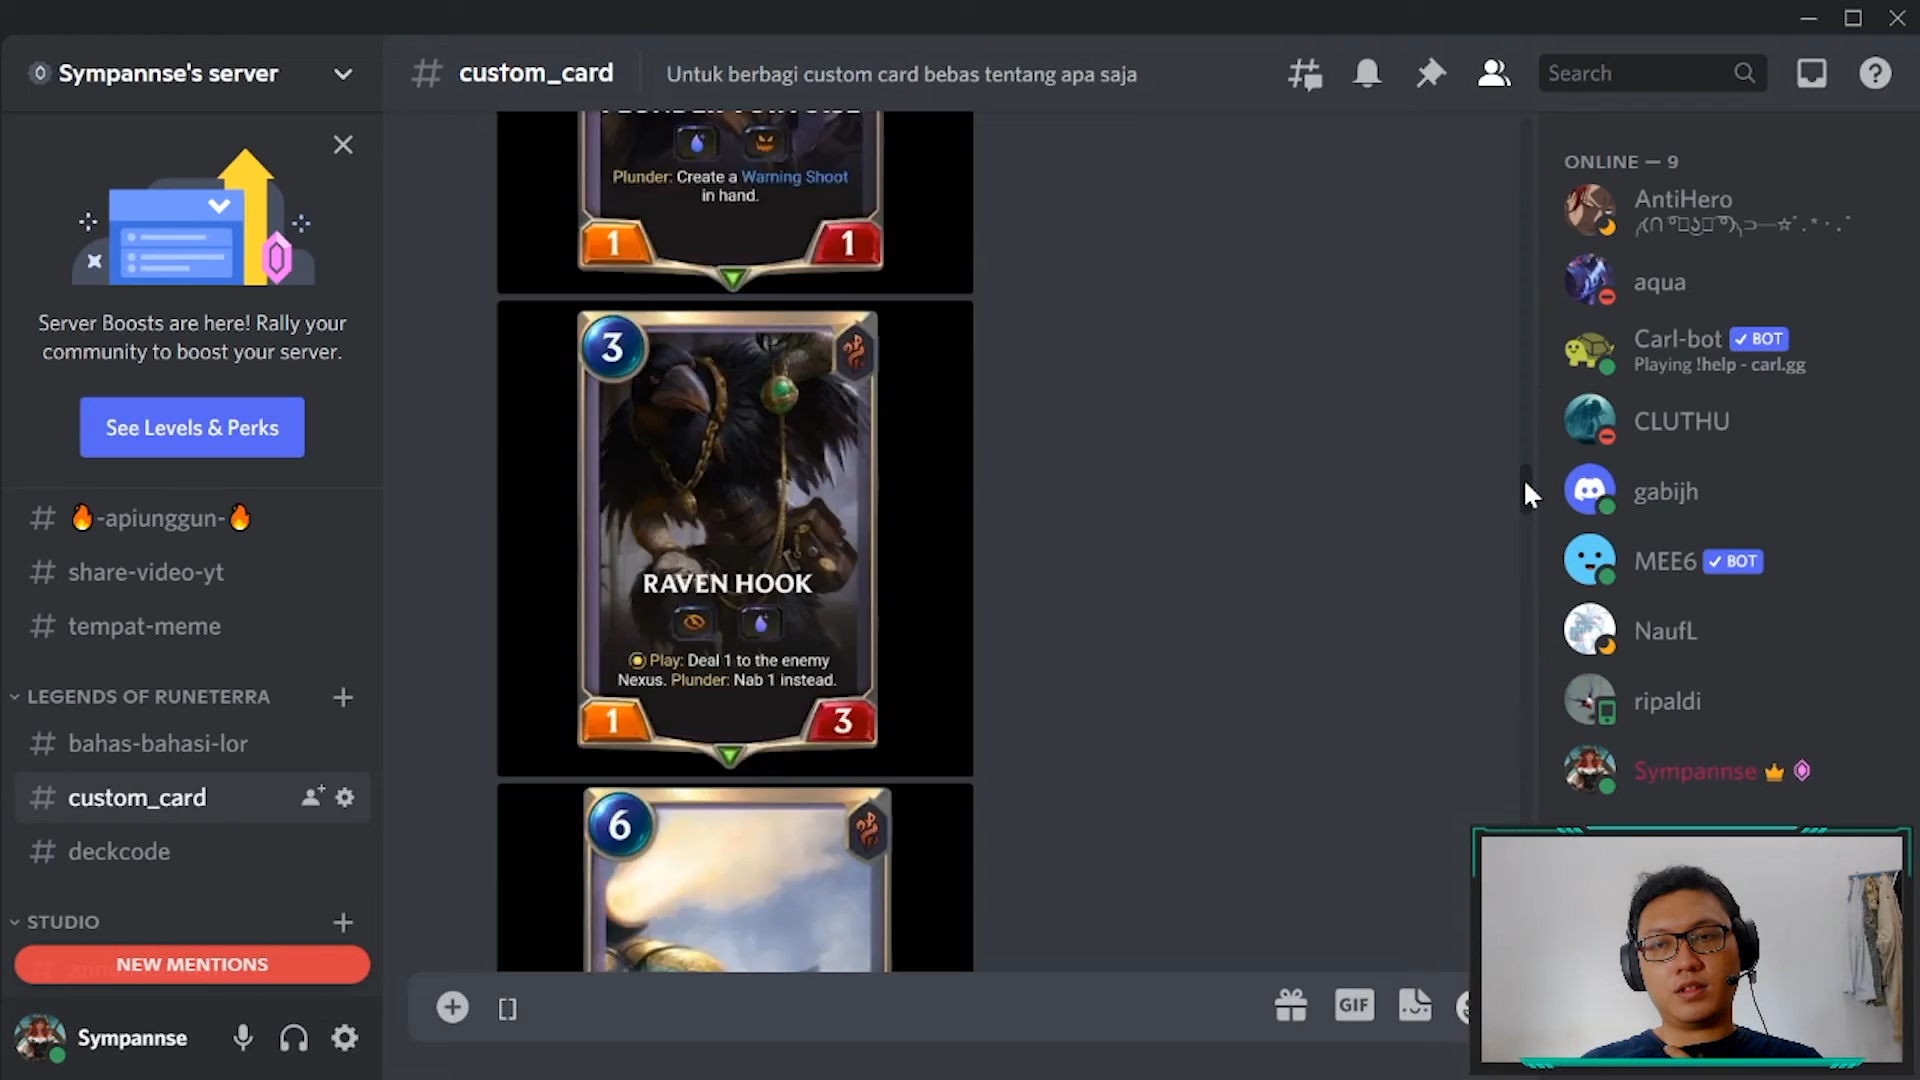 Sympannse's server
custom_card
Untuk berbagi custom card bebas tentang apa saja
Search
Server Boosts are here! Rally your
community to boost your server.
See Levels & Perks
🔥-apiunggun-🔥
share-video-yt
tempat-meme
LEGENDS OF RUNETERRA
bahas-bahasi-lor
custom_card
deckcode
STUDIO
NEW MENTIONS
Sympannse
Plunder: Create a Warning Shoot
in hand.
1
1
3
RAVEN HOOK
Play: Deal 1 to the enemy
Nexus. Plunder: Nab 1 instead.
1
3
6
GIF
ONLINE — 9
AntiHero
aqua
Carl-bot BOT
Playing !help - carl.gg
CLUTHU
gabijh
MEE6 BOT
NaufL
ripaldi
Sympannse